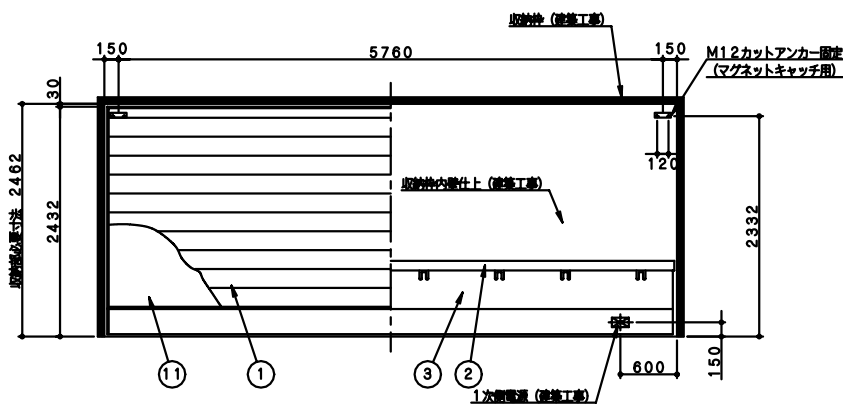 収納枠（建築工事）
150
5760
150
M12カットアンカー固定
（マグネットキャッチ用）
30
収納部必要寸法 2462
2432
120
2332
収納枠内壁仕上（建築工事）
11
1
3
2
600
150
1次側電源（建築工事）